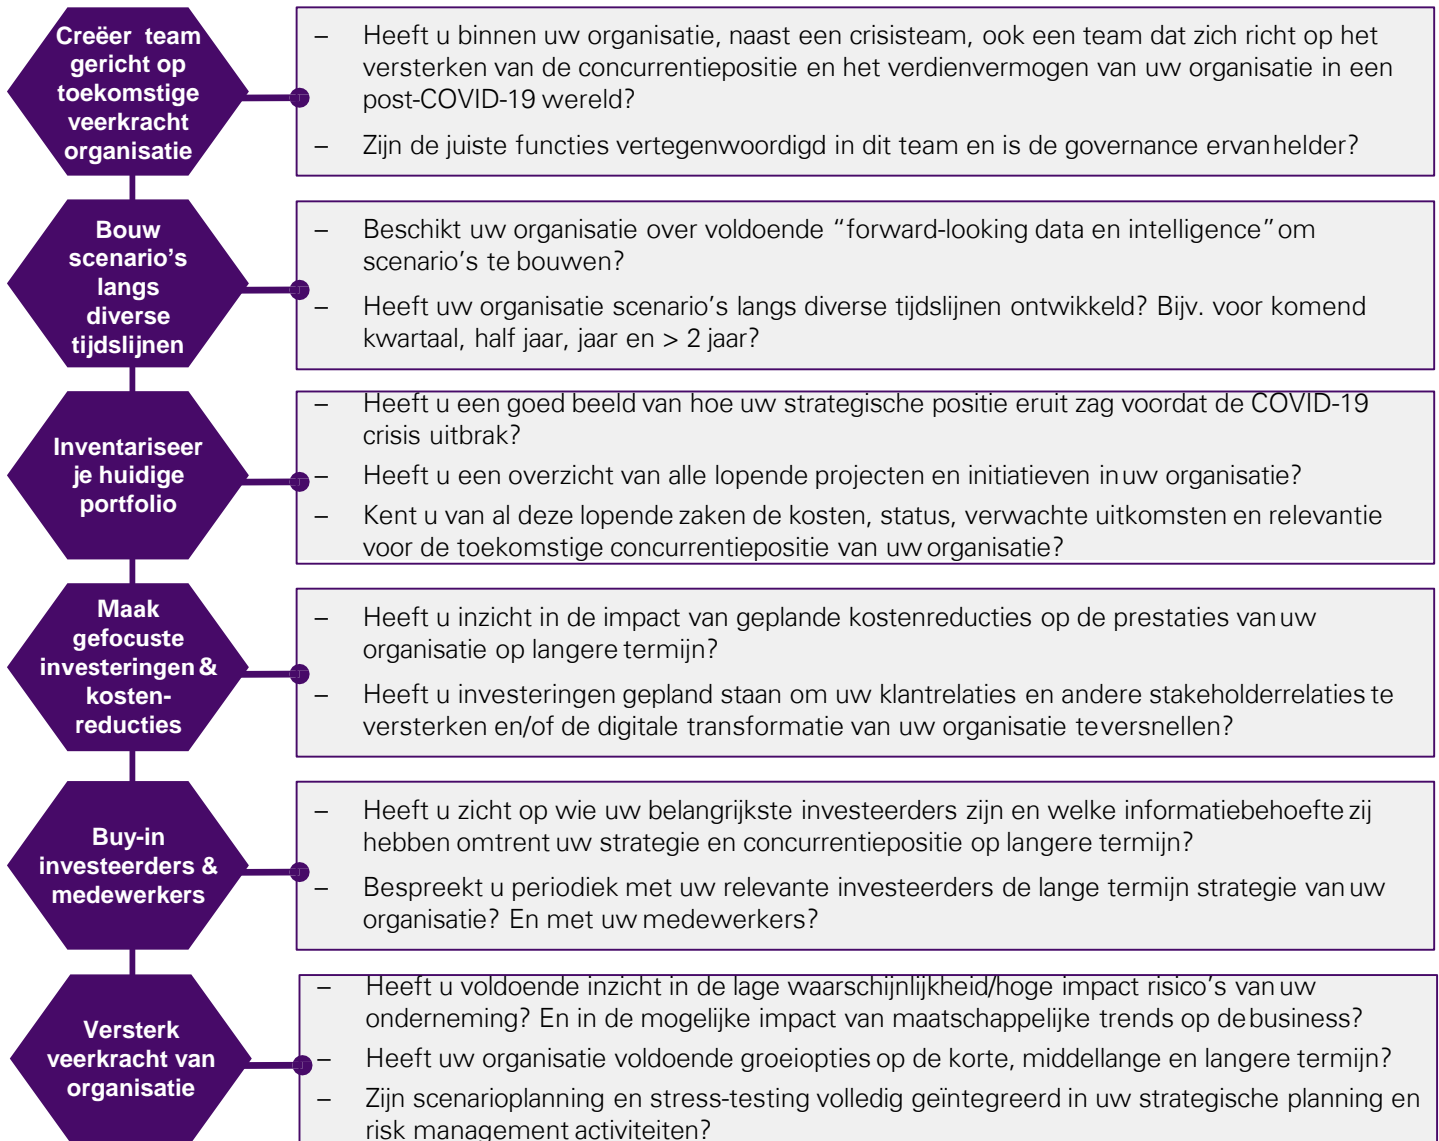 Creëer team
gericht op
toekomstige
veerkracht
organisatie
– Heeft u binnen uw organisatie, naast een crisisteam, ook een team dat zich richt op het
versterken van de concurrentiepositie en het verdienvermogen van uw organisatie in een
post-COVID-19 wereld?
– Zijn de juiste functies vertegenwoordigd in dit team en is de governance ervanhelder?
Bouw
scenario's
langs
diverse
tijdslijnen
– Beschikt uw organisatie over voldoende “forward-looking data en intelligence”om
scenario's te bouwen?
– Heeft uw organisatie scenario's langs diverse tijdslijnen ontwikkeld? Bijv. voor komend
kwartaal, half jaar, jaar en > 2 jaar?
Inventariseer
je huidige
portfolio
– Heeft u een goed beeld van hoe uw strategische positie eruit zag voordat de COVID-19
crisis uitbrak?
– Heeft u een overzicht van alle lopende projecten en initiatieven inuw organisatie?
– Kent u van al deze lopende zaken de kosten, status, verwachte uitkomsten en relevantie
voor de toekomstige concurrentiepositie van uw organisatie?
Maak
gefocuste
investeringen &
kosten-
reducties
– Heeft u inzicht in de impact van geplande kostenreducties op de prestaties vanuw
organisatie op langere termijn?
– Heeft u investeringen gepland staan om uw klantrelaties en andere stakeholderrelaties te
versterken en/of de digitale transformatie van uw organisatie teversnellen?
Buy-in
investeerders &
medewerkers
– Heeft u zicht op wie uw belangrijkste investeerders zijn en welke informatiebehoefte zij
hebben omtrent uw strategie en concurrentiepositie op langere termijn?
– Bespreekt u periodiek met uw relevante investeerders de lange termijn strategie vanuw
organisatie? En met uw medewerkers?
Versterk
veerkracht van
organisatie
– Heeft u voldoende inzicht in de lage waarschijnlijkheid/hoge impact risico's vanuw
onderneming? En in de mogelijke impact van maatschappelijke trends op debusiness?
– Heeft uw organisatie voldoende groeiopties op de korte, middellange en langere termijn?
– Zijn scenarioplanning en stress-testing volledig geïntegreerd in uw strategische planning en
risk management activiteiten?